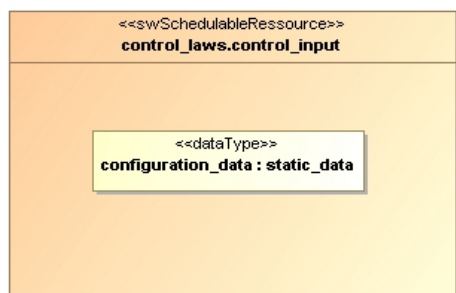 <<swSchedulableRessource>>
control_laws.control_input
<<dataType>>
configuration_data : static_data